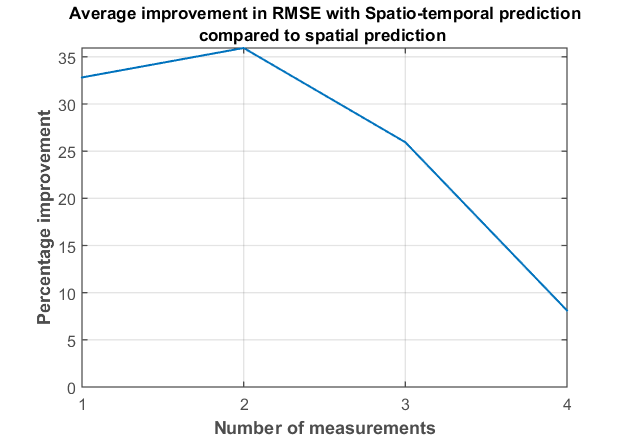 Average improvement in RMSE with Spatio-temporal prediction
compared to spatial prediction
Percentage improvement
35
30
25
20
15
10
5
0
1 2 3 4
Number of measurements